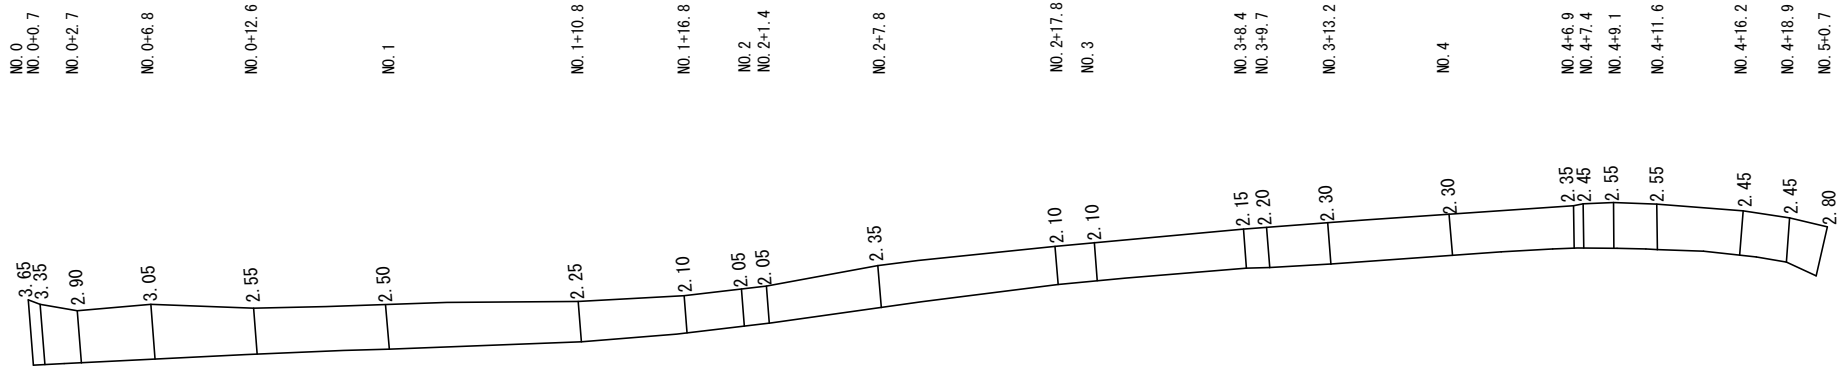 NO. 0
NO. 0+0.7
NO. 0+2.7
NO. 0+6.8
NO. 0+12.6
NO. 1
NO. 1+10.8
NO. 1+16.8
NO. 2
NO. 2+1.4
NO. 2+7.8
NO. 2+17.8
NO. 3
NO. 3+8.4
NO. 3+9.7
NO. 3+13.2
NO. 4
NO. 4+6.9
NO. 4+7.4
NO. 4+9.1
NO. 4+11.6
NO. 4+16.2
NO. 4+18.9
NO. 5+0.7
3.65
3.35
2.90
3.05
2.55
2.50
2.25
2.10
2.05
2.05
2.35
2.10
2.10
2.15
2.20
2.30
2.30
2.35
2.45
2.55
2.55
2.45
2.45
2.80